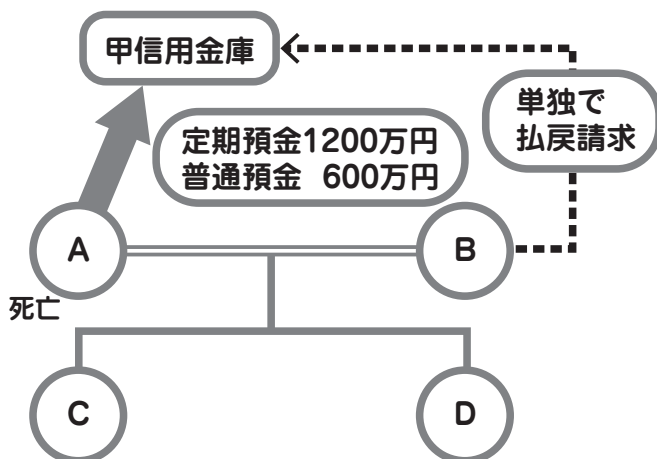 甲信用金庫
単独で
払戻請求
定期預金1200万円
普通預金 600万円
A
B
死亡
C
D